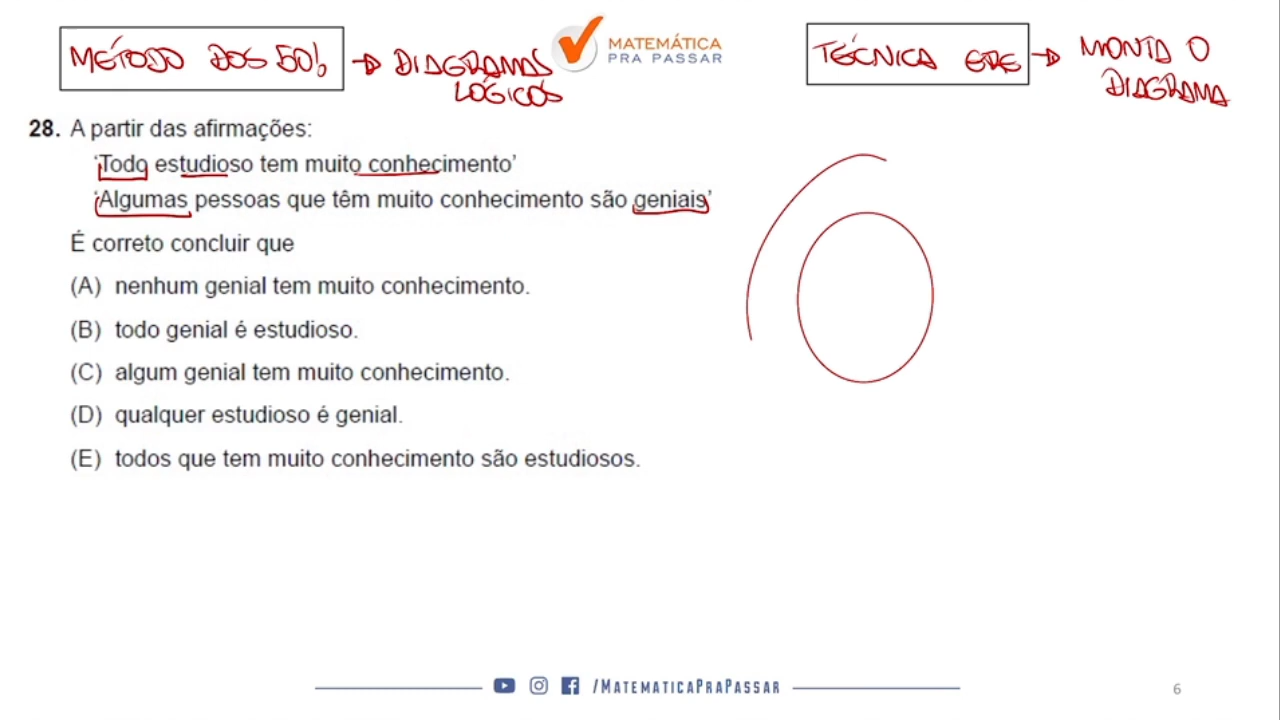 MÉTODO DOS 50! → DIAGRAMAS LÓGICOS
MATEMÁTICA
PRA PASSAR
TÉCNICA → MONTA O DIAGRAMA
28. A partir das afirmações:
'Todo estudioso tem muito conhecimento'
'Algumas pessoas que têm muito conhecimento são geniais'
É correto concluir que
(A) nenhum genial tem muito conhecimento.
(B) todo genial é estudioso.
(C) algum genial tem muito conhecimento.
(D) qualquer estudioso é genial.
(E) todos que tem muito conhecimento são estudiosos.
/MATEMATICAPRAPASSAR
6